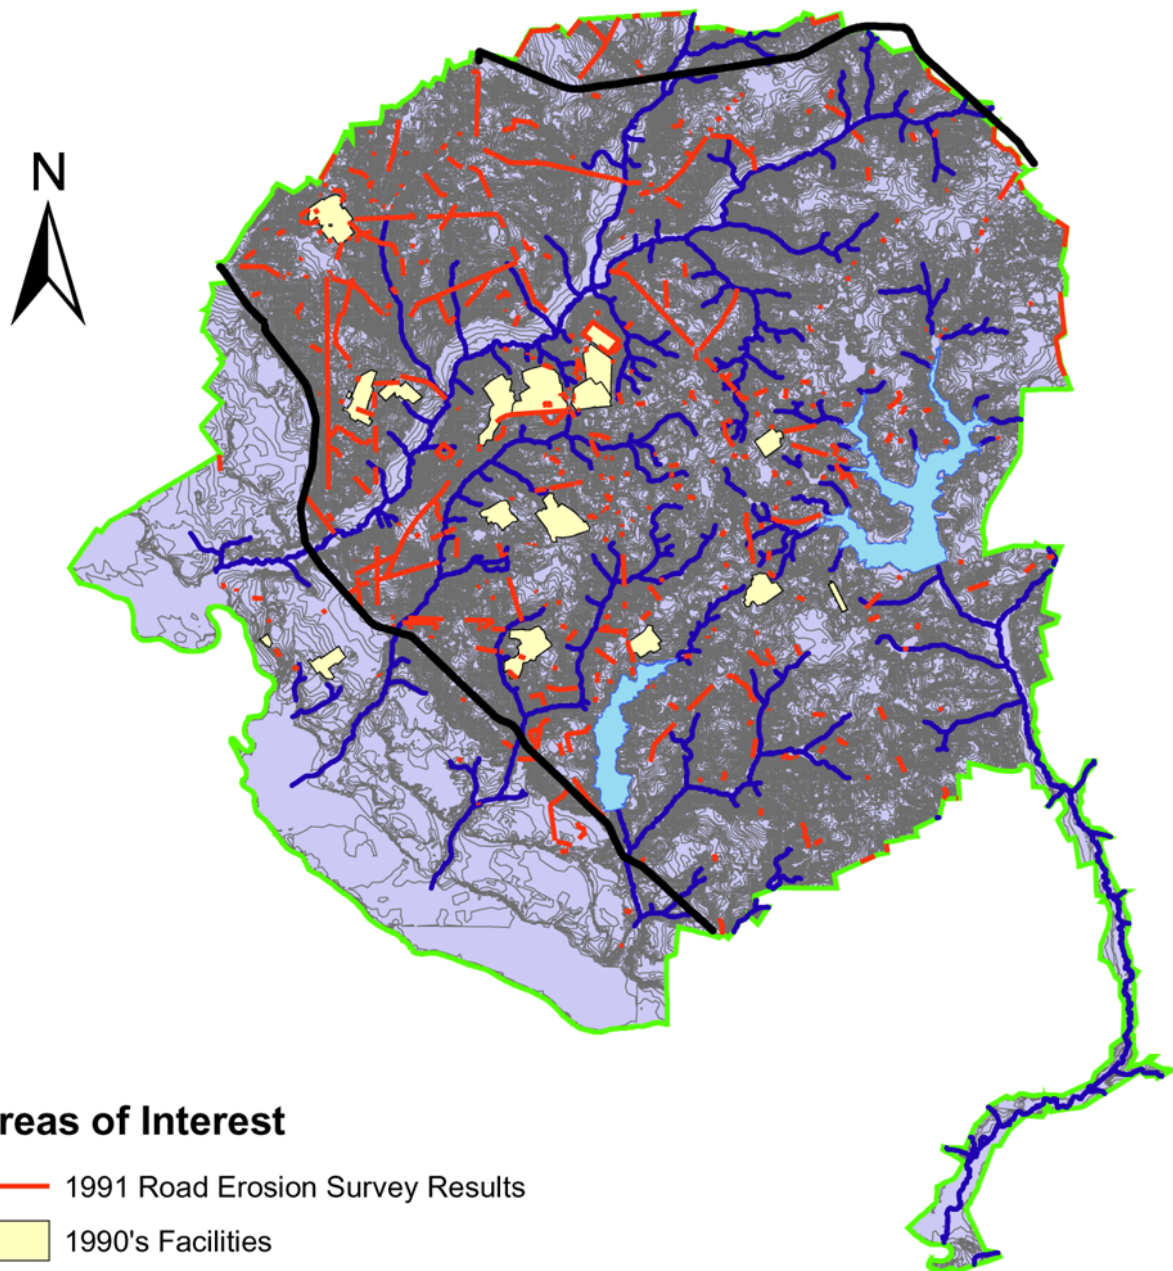 N
reas of Interest
1991 Road Erosion Survey Results
1990's Facilities